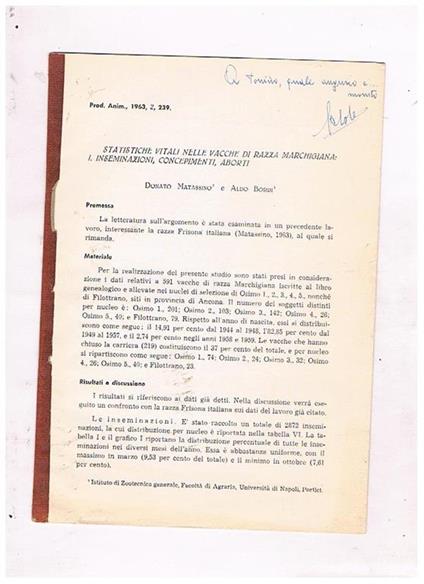 A Tonino, quale augurio e...
monito
Prod. Anim., 1963, 2, 239.
STATISTICHE VITALI NELLE VACCHE DI RAZZA MARCHIGIANA:
I. INSEMINAZIONI, CONCEPIMENTI, ABORTI
DONATO MATASSINO¹ e ALDO BORDI¹
Premessa
La letteratura sull'argomento è stata esaminata in un precedente la-
voro, interessante la razza Frisona italiana (Matassino, 1963), al quale si
rimanda.
Materiale
Per la realizzazione del presente studio sono stati presi in considera-
zione i dati relativi a 591 vacche di razza Marchigiana iscritte al libro
genealogico e allevate nei nuclei di selezione di Osimo 1., 2., 3., 4., 5., nonché
di Filottrano, siti in provincia di Ancona. Il numero dei soggetti distinti
per nucleo è: Osimo 1., 201; Osimo 2., 103; Osimo 3., 142; Osimo 4., 26;
Osimo 5., 40; e Filottrano, 79. Rispetto all'anno di nascita, essi si distribui-
scono come segue: il 14,91 per cento dal 1944 al 1948, l'82,85 per cento dal
1949 al 1957, e il 2,74 per cento negli anni 1958 e 1959. Le vacche che hanno
chiuso la carriera (219) costituiscono il 37 per cento del totale, e per nucleo
si ripartiscono come segue: Osimo 1., 74; Osimo 2., 24; Osimo 3., 32; Osimo
4., 26; Osimo 5., 40; e Filottrano, 23.
Risultati e discussione
I risultati si riferiscono ai dati già detti. Nella discussione verrà ese-
guito un confronto con la razza Frisona italiana cui dati del lavoro già citato.
Le inseminazioni. E' stato raccolto un totale di 2872 insemi-
nazioni, la cui distribuzione per nucleo è riportata nella tabella VI. La ta-
bella I e il grafico I riportano la distribuzione percentuale di tutte le inse-
minazioni nei diversi mesi dell'anno. Essa è abbastanza uniforme, con il
massimo in marzo (9,53 per cento del totale) e il minimo in ottobre (7,61
per cento).
¹ Istituto di Zootecnica generale, Facoltà di Agraria, Università di Napoli, Portici.